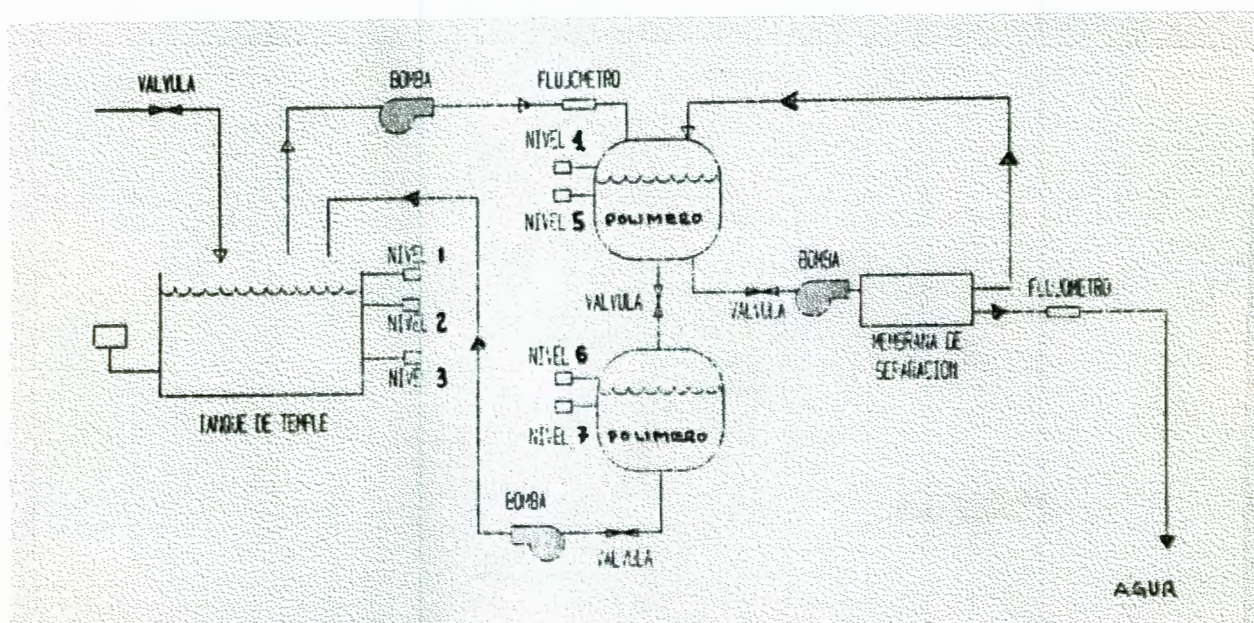 VALVULA
BOMBA
FLUJOMETRO
NIVEL 4
NIVEL 5
POLIMERO
NIVEL 1
NIVEL 2
NIVEL 3
TANQUE DE TEMPLE
VALVULA
BOMBA
VALVULA
FLUJOMETRO
MEMBRANA DE
SEPARACION
NIVEL 6
NIVEL 7
POLIMERO
BOMBA
VALVULA
AGUA